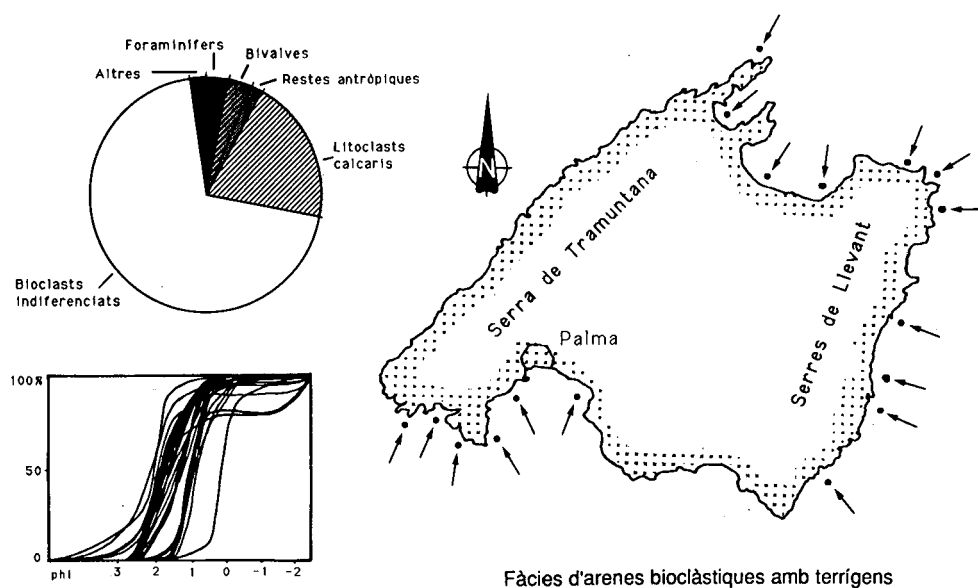 Foraminifers
Bivalves
Altres
Restes antròpiques
Litoclasts
calcaris
Bioclasts
indiferenciats
N
Serra de Tramuntana
Serres de Llevant
Palma
100%
50
0
phi 3 2 1 0 -1 -2
Fàcies d'arenes bioclàstiques amb terrígens